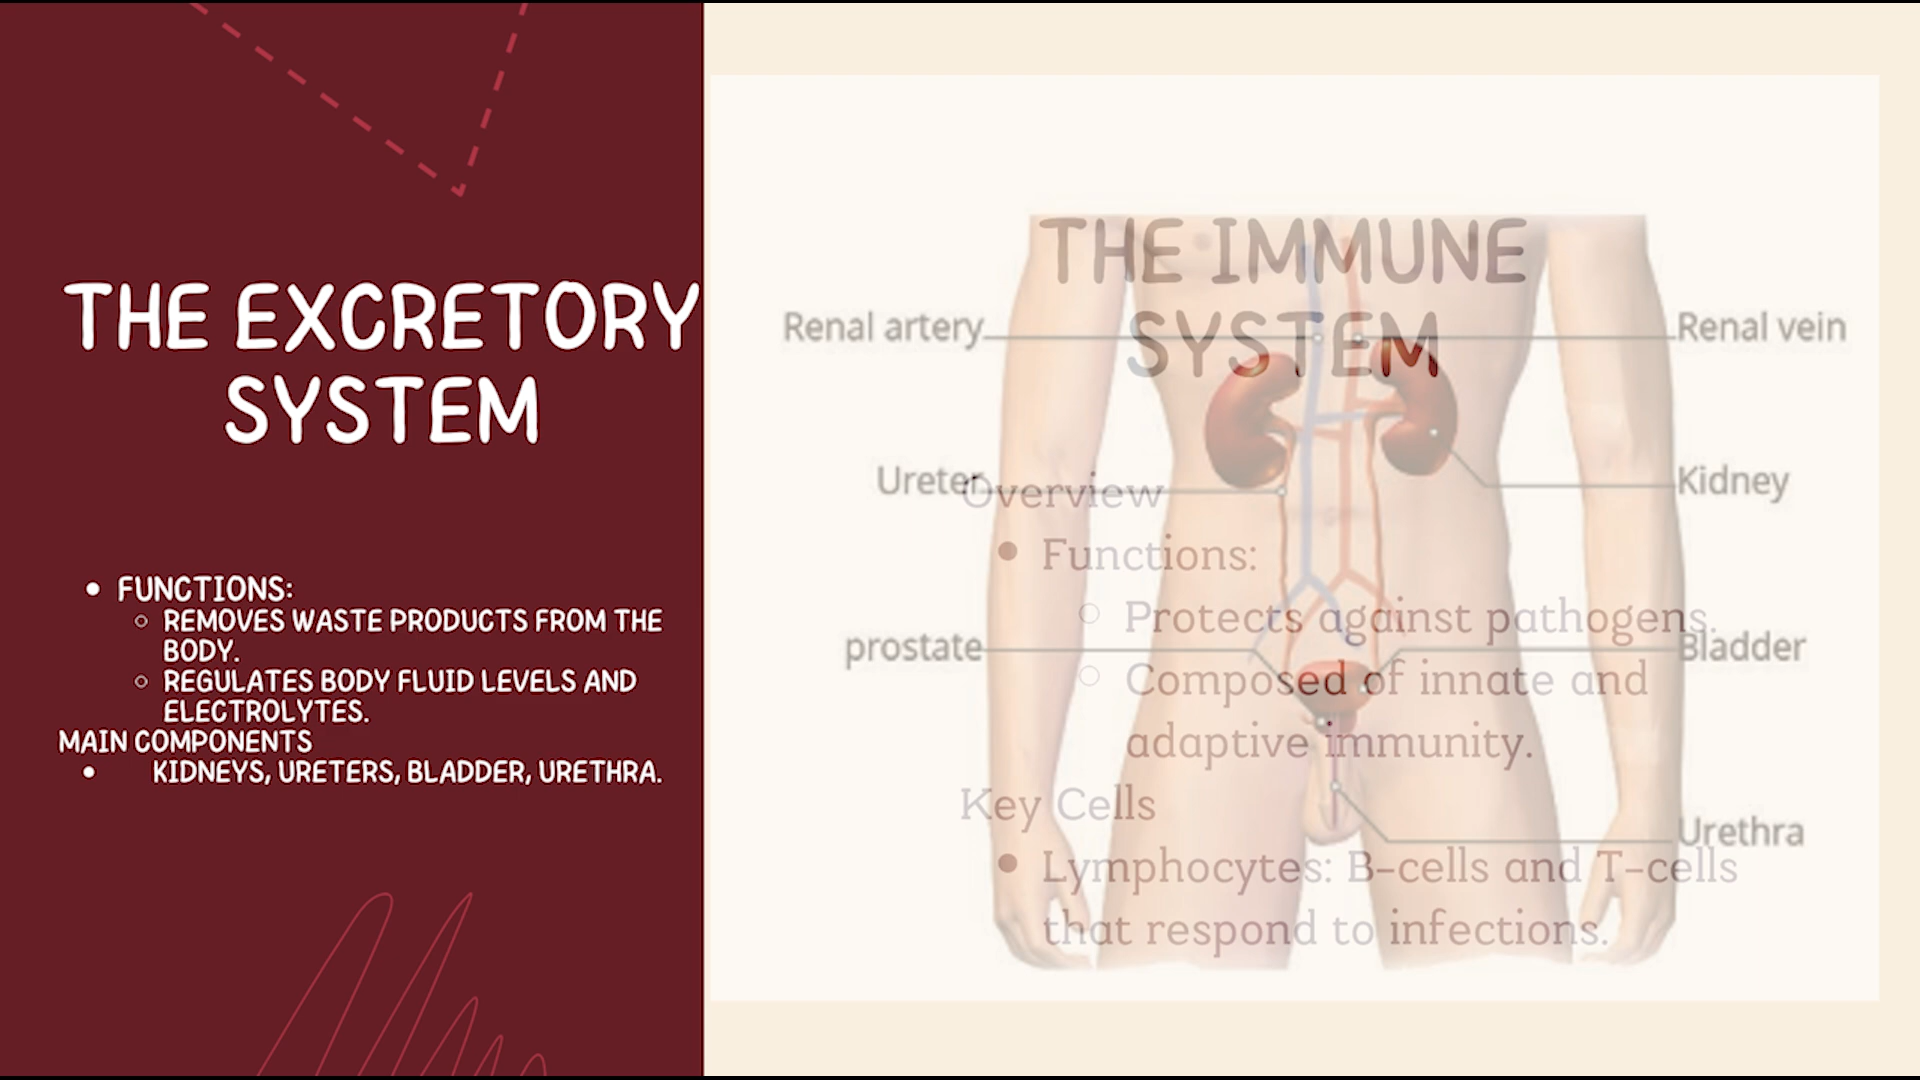 THE EXCRETORY
SYSTEM
• FUNCTIONS:
○ REMOVES WASTE PRODUCTS FROM THE
BODY.
○ REGULATES BODY FLUID LEVELS AND
ELECTROLYTES.
MAIN COMPONENTS
• KIDNEYS, URETERS, BLADDER, URETHRA.
THE IMMUNE
SYSTEM
Overview
• Functions:
○ Protects against pathogens.
○ Composed of innate and
adaptive immunity.
Key Cells
• Lymphocytes: B-cells and T-cells
that respond to infections.
Renal artery
Renal vein
Ureter
Kidney
prostate
Bladder
Urethra